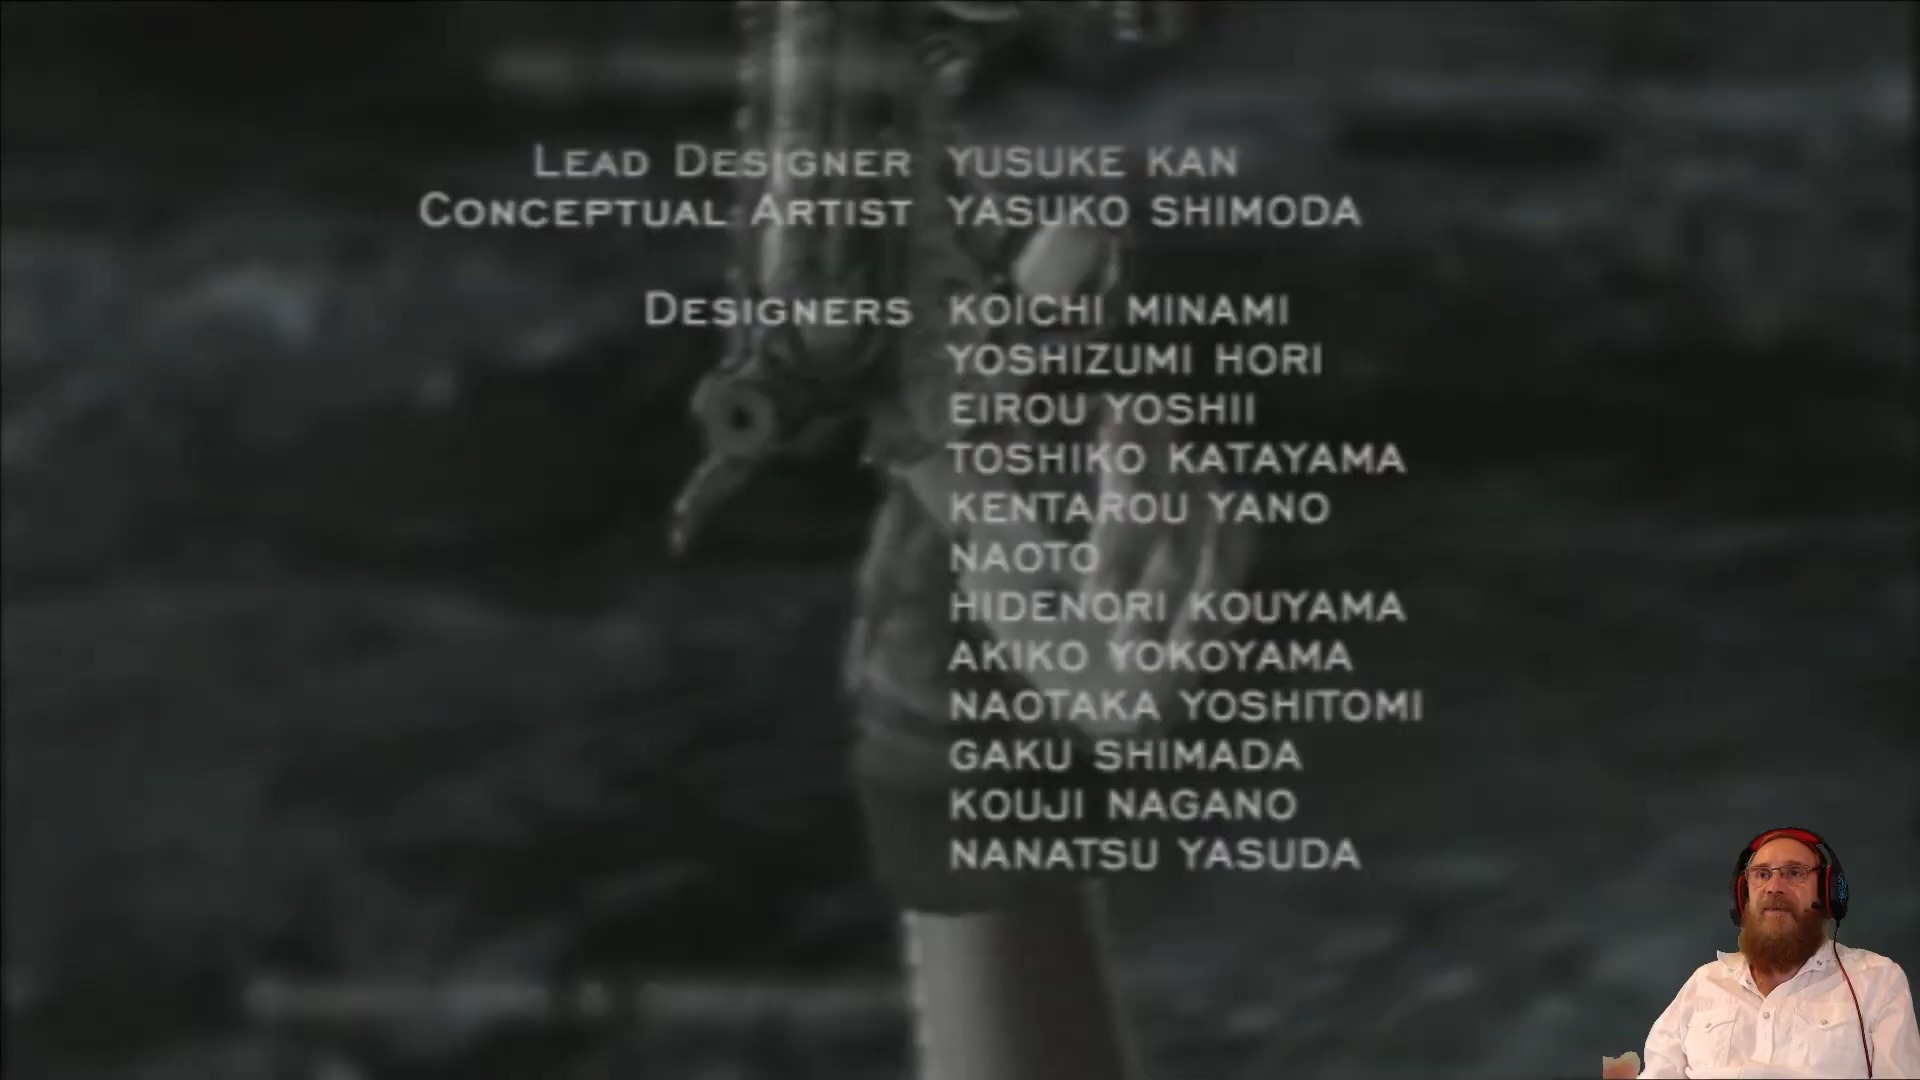 LEAD DESIGNER YUSUKE KAN
CONCEPTUAL ARTIST YASUKO SHIMODA
DESIGNERS KOICHI MINAMI
YOSHIZUMI HORI
EIROU YOSHII
TOSHIKO KATAYAMA
KENTAROU YANO
NAOTO
HIDENORI KOUYAMA
AKIKO YOKOYAMA
NAOTAKA YOSHITOMI
GAKU SHIMADA
KOUJI NAGANO
NANATSU YASUDA